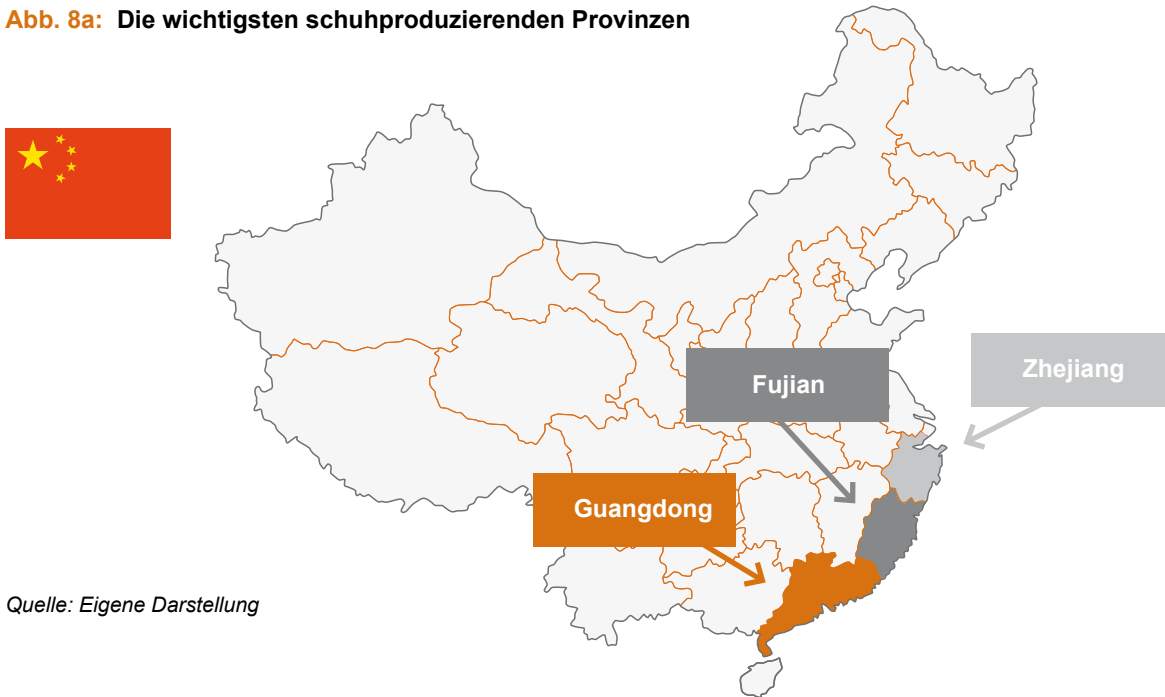 Abb. 8a: Die wichtigsten schuhproduzierenden Provinzen
Zhejiang
Fujian
Guangdong
Quelle: Eigene Darstellung